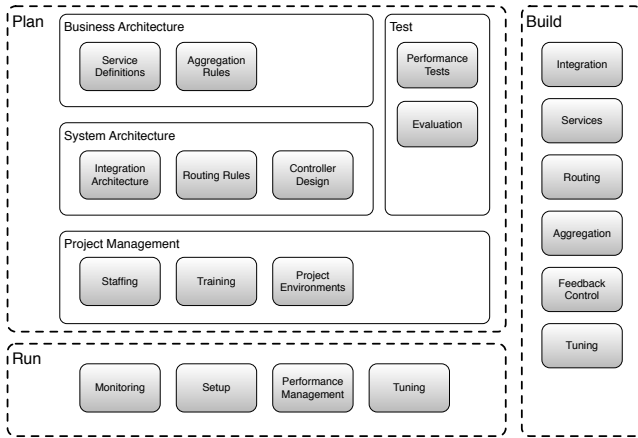 Plan
Business Architecture
Service
Definitions
Aggregation
Rules
Test
Performance
Tests
Evaluation
System Architecture
Integration
Architecture
Routing Rules
Controller
Design
Project Management
Staffing
Training
Project
Environments
Run
Monitoring
Setup
Performance
Management
Tuning
Build
Integration
Services
Routing
Aggregation
Feedback
Control
Tuning